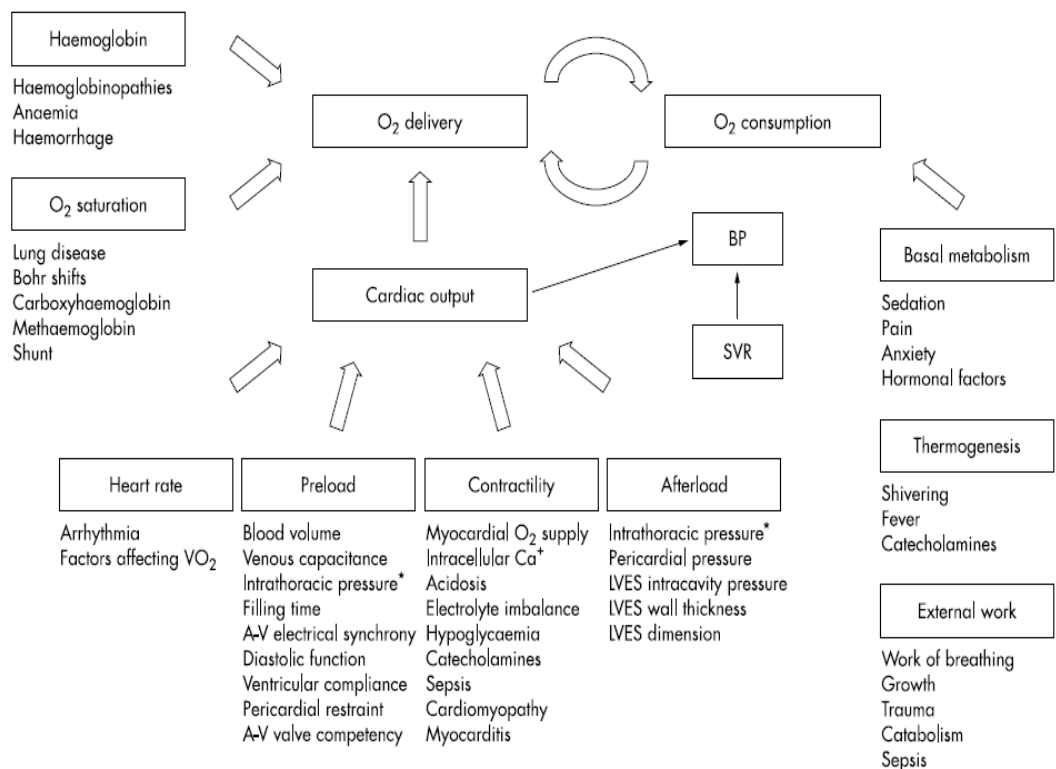 Haemoglobin
Haemoglobinopathies
Anaemia
Haemorrhage
O₂ saturation
Lung disease
Bohr shifts
Carboxyhaemoglobin
Methaemoglobin
Shunt
O₂ delivery
O₂ consumption
Cardiac output
BP
SVR
Heart rate
Arrhythmia
Factors affecting VO₂
Preload
Blood volume
Venous capacitance
Intrathoracic pressure*
Filling time
A-V electrical synchrony
Diastolic function
Ventricular compliance
Pericardial restraint
A-V valve competency
Contractility
Myocardial O₂ supply
Intracellular Ca⁺
Acidosis
Electrolyte imbalance
Hypoglycaemia
Catecholamines
Sepsis
Cardiomyopathy
Myocarditis
Afterload
Intrathoracic pressure*
Pericardial pressure
LVES intracavity pressure
LVES wall thickness
LVES dimension
Basal metabolism
Sedation
Pain
Anxiety
Hormonal factors
Thermogenesis
Shivering
Fever
Catecholamines
External work
Work of breathing
Growth
Trauma
Catabolism
Sepsis